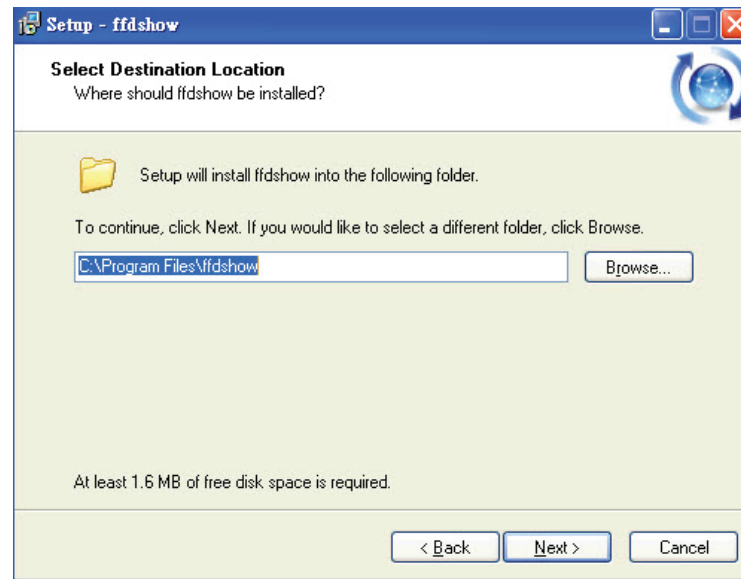 Setup - ffdshow
Select Destination Location
Where should ffdshow be installed?
Setup will install ffdshow into the following folder.
To continue, click Next. If you would like to select a different folder, click Browse.
C:\Program Files\ffdshow
Browse...
At least 1.6 MB of free disk space is required.
< Back
Next >
Cancel